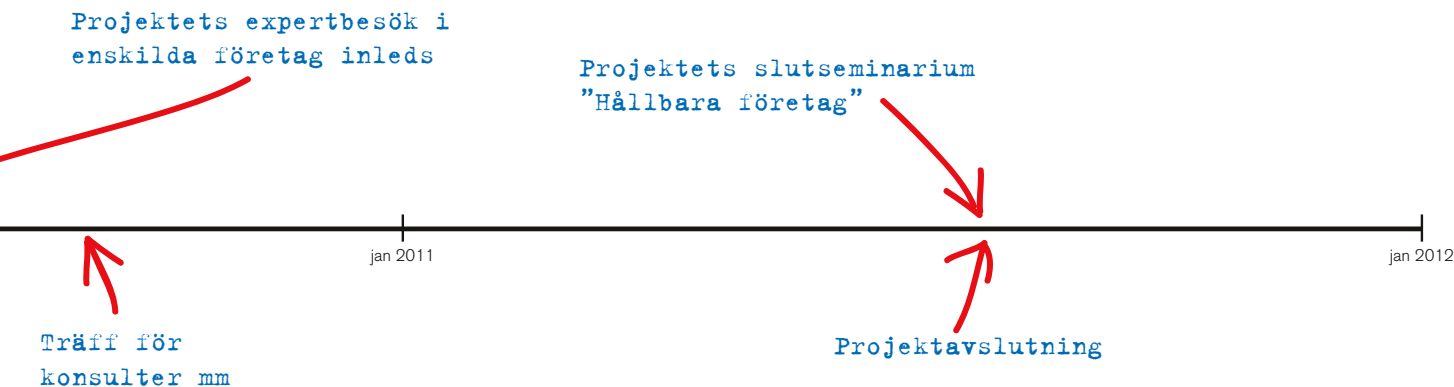 Projektets expertbesök i
enskilda företag inleds
Projektets slutseminarium
”Hållbara företag”
jan 2011
jan 2012
Träff för
konsulter mm
Projektavslutning